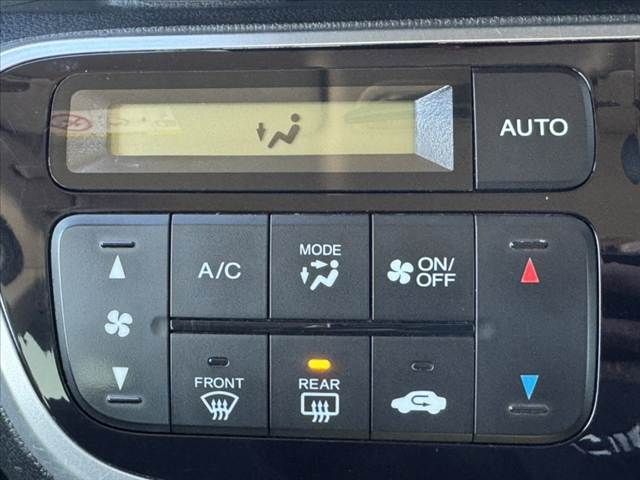 AUTO
A/C
MODE
ON/
OFF
FRONT
REAR